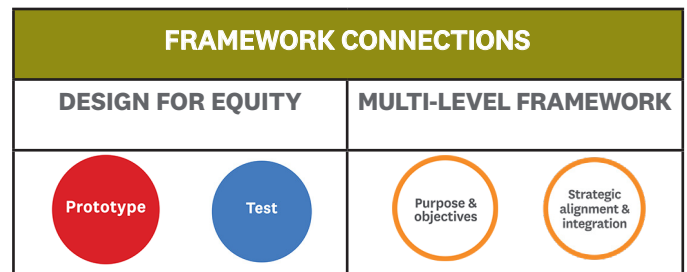 FRAMEWORK CONNECTIONS
DESIGN FOR EQUITY
MULTI-LEVEL FRAMEWORK
Prototype
Test
Purpose &
objectives
Strategic
alignment &
integration